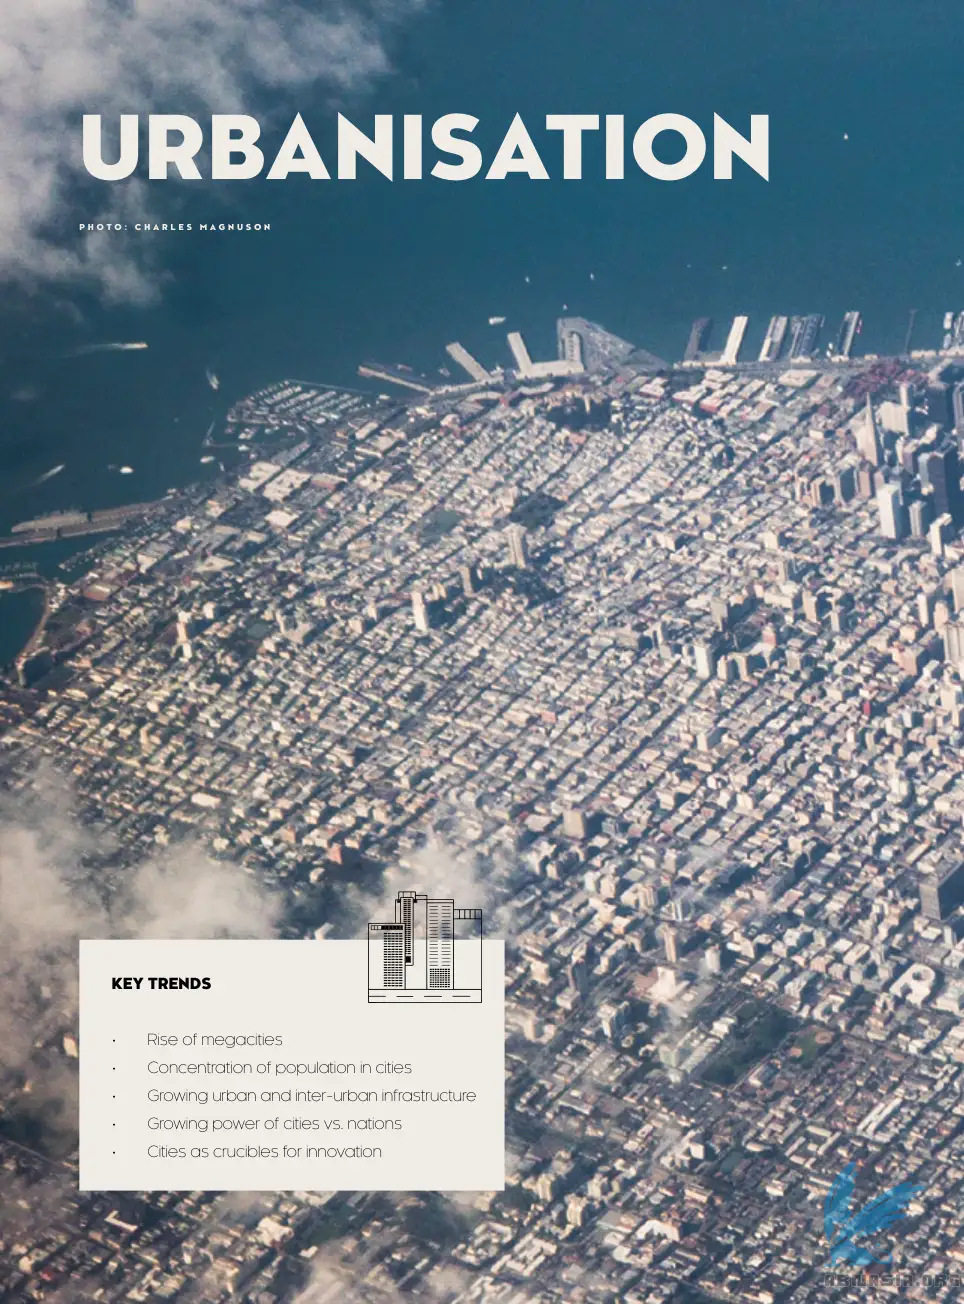 URBANISATION
PHOTO: CHARLES MAGNUSON
KEY TRENDS
· Rise of megacities
· Concentration of population in cities
· Growing urban and inter-urban infrastructure
· Growing power of cities vs. nations
· Cities as crucibles for innovation